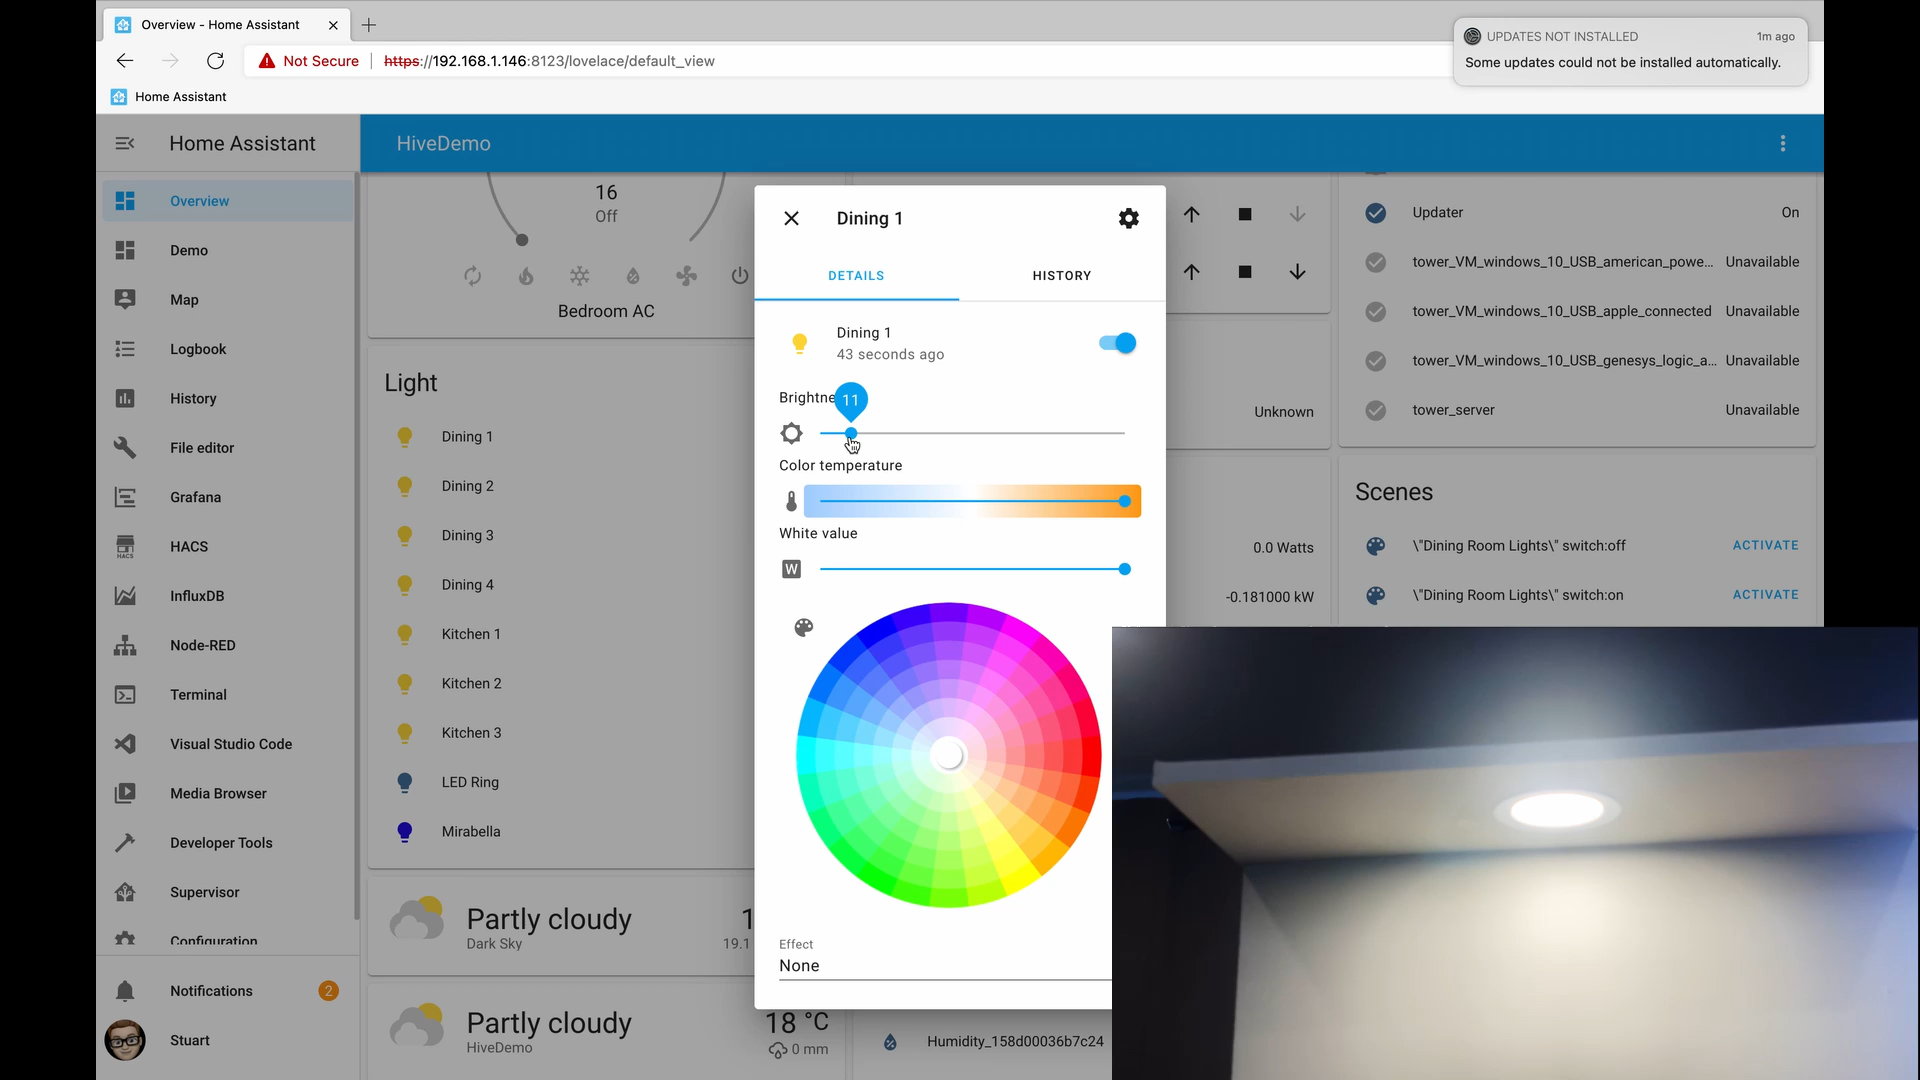 Overview - Home Assistant
UPDATES NOT INSTALLED
1m ago
Some updates could not be installed automatically.
Not Secure
https://192.168.1.146:8123/lovelace/default_view
Home Assistant
Home Assistant
HiveDemo
Overview
Demo
Map
Logbook
History
File editor
Grafana
HACS
HACS
InfluxDB
Node-RED
Terminal
Visual Studio Code
Media Browser
Developer Tools
Supervisor
Configuration
Notifications
2
Stuart
16
Off
Bedroom AC
Light
Dining 1
Dining 2
Dining 3
Dining 4
Kitchen 1
Kitchen 2
Kitchen 3
LED Ring
Mirabella
Partly cloudy
Dark Sky
1
19.1
Partly cloudy
HiveDemo
18 °C
0 mm
Dining 1
DETAILS
HISTORY
Dining 1
43 seconds ago
Brightne
11
Color temperature
White value
W
Effect
None
Unknown
0.0 Watts
-0.181000 kW
Humidity_158d00036b7c24
Updater
On
tower_VM_windows_10_USB_american_powe...
Unavailable
tower_VM_windows_10_USB_apple_connected
Unavailable
tower_VM_windows_10_USB_genesys_logic_a...
Unavailable
tower_server
Unavailable
Scenes
\"Dining Room Lights\" switch:off
ACTIVATE
\"Dining Room Lights\" switch:on
ACTIVATE